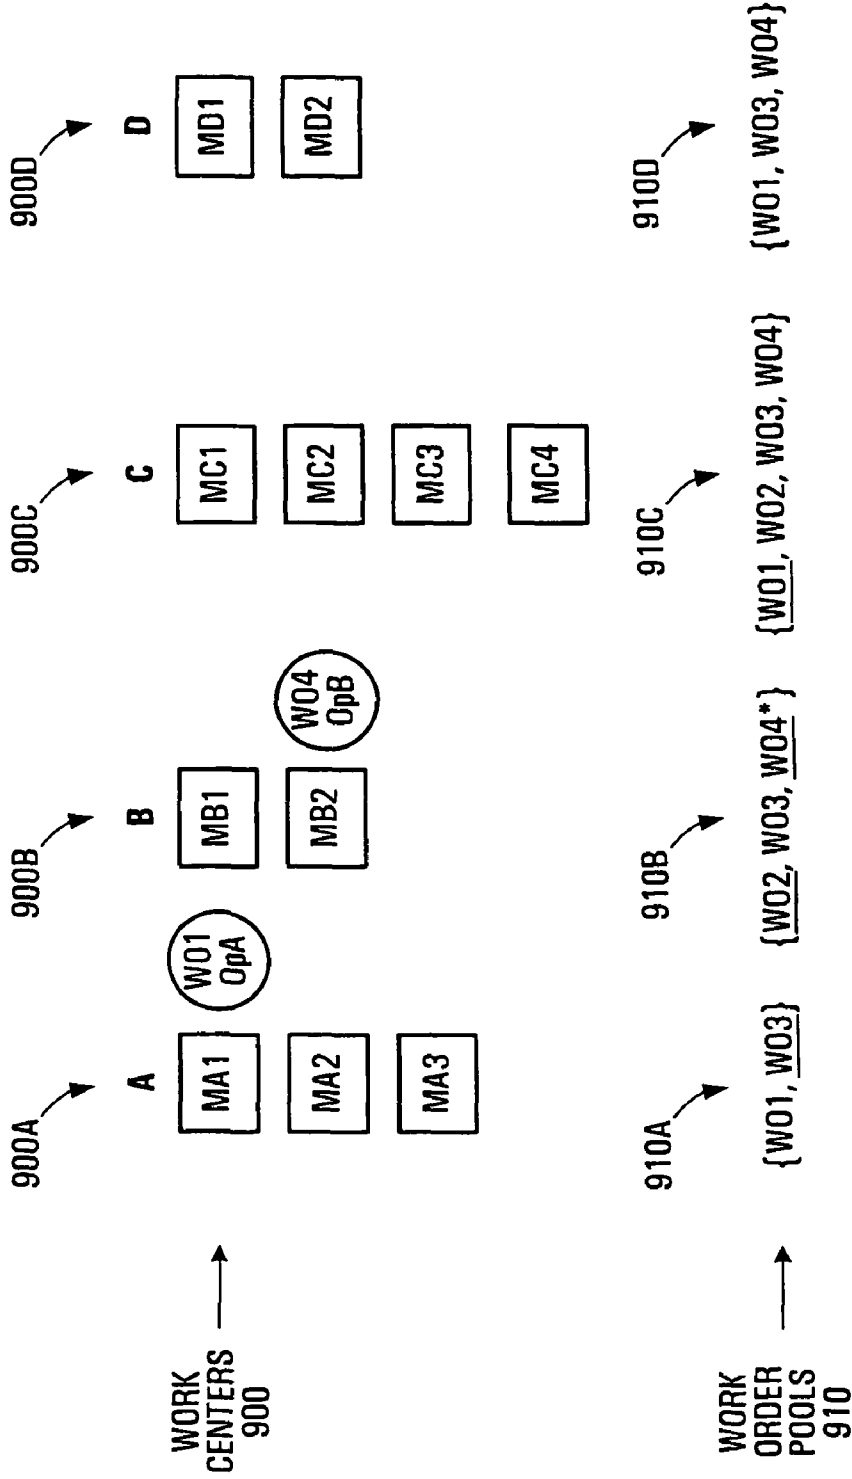 900A 900B 900C 900D
A B C D
WORK
CENTERS
900
MA1 MB1 MC1 MD1
WO1
OpA
MA2 MB2 MC2 MD2
WO4
OpB
MA3 MC3
MC4
910A 910B 910C 910D
WORK
ORDER
POOLS
910
{WO1, WO3} {WO2, WO3, WO4*} {WO1, WO2, WO3, WO4} {WO1, WO3, WO4}